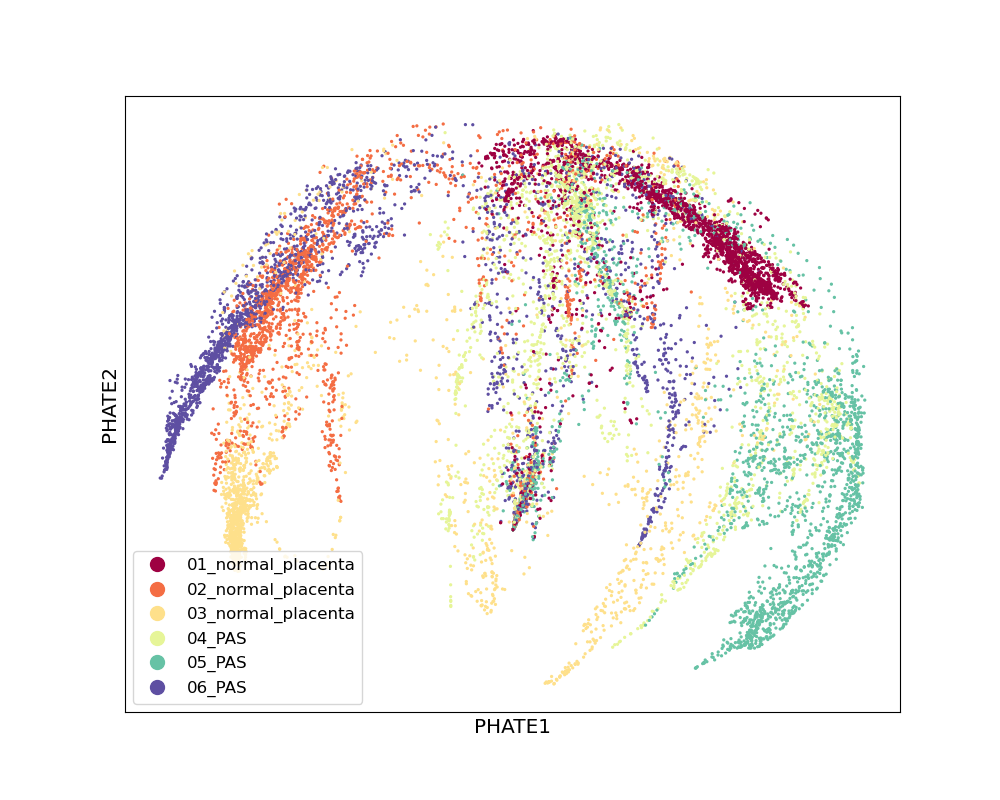 PHATE2
01_normal_placenta
02_normal_placenta
03_normal_placenta
04_PAS
05_PAS
06_PAS
PHATE1